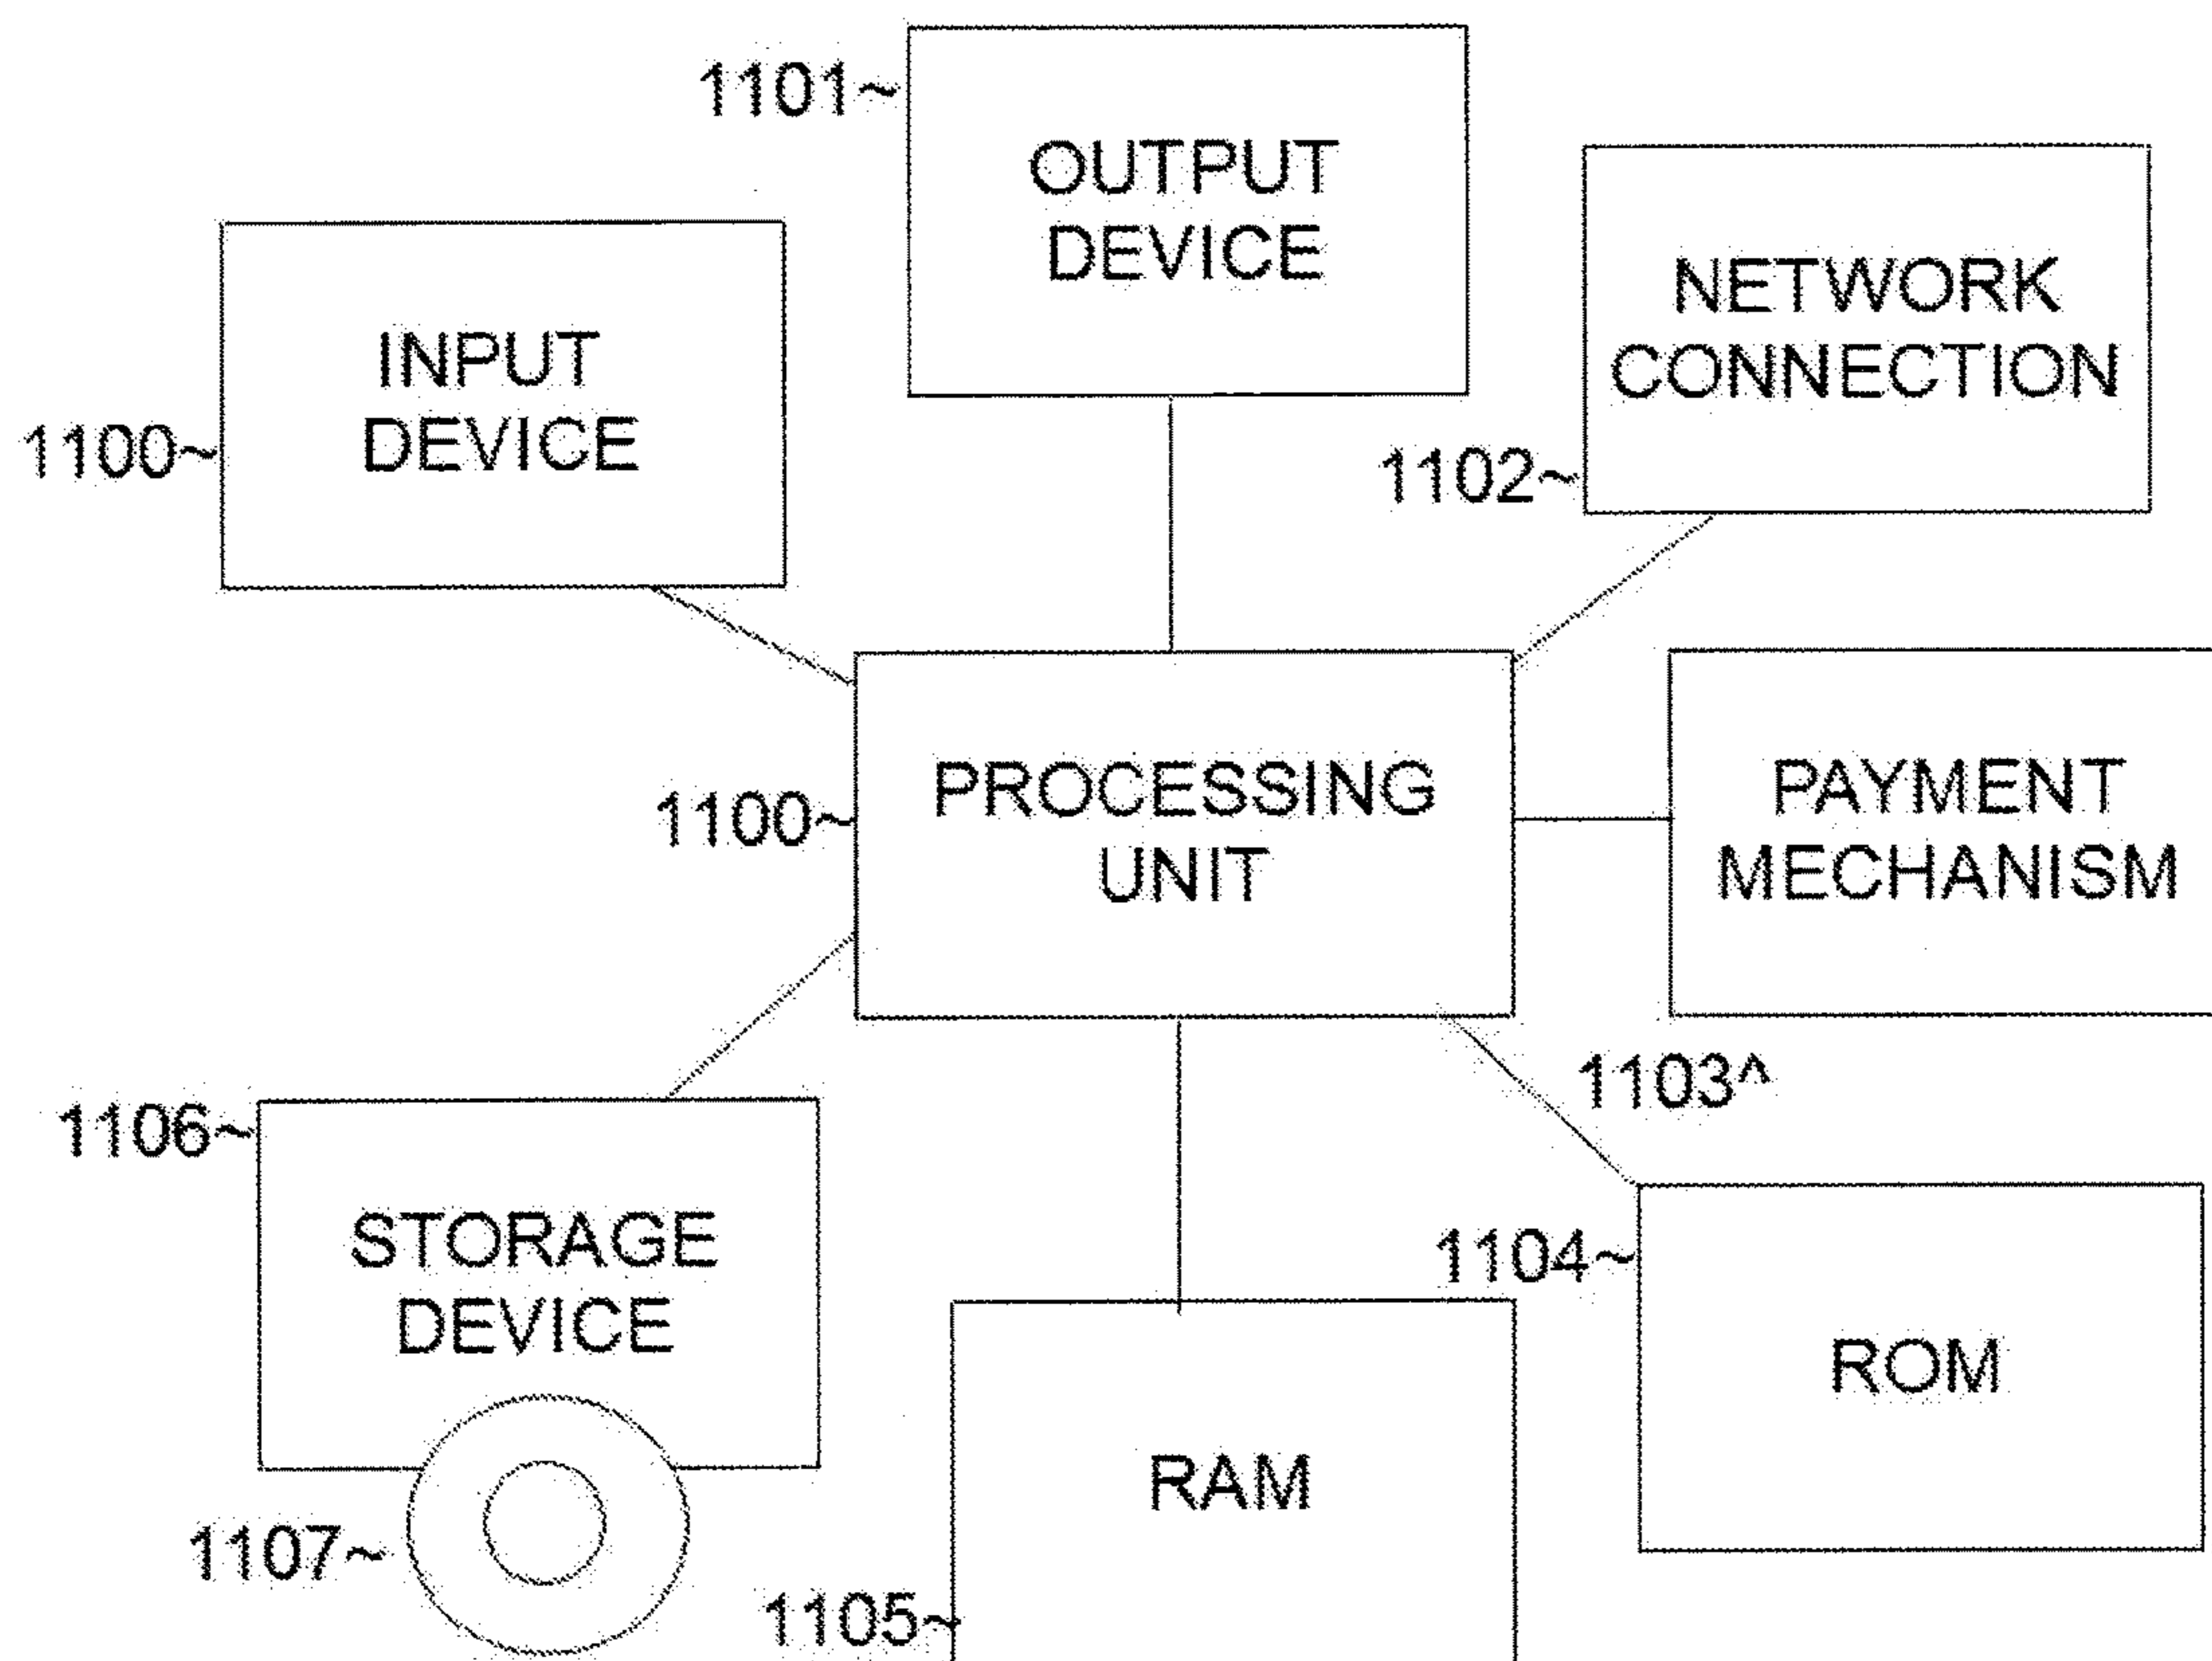 1101~
OUTPUT
DEVICE
INPUT
DEVICE
1100~
NETWORK
CONNECTION
1102~
PROCESSING
UNIT
1100~
PAYMENT
MECHANISM
1103^
1106~
STORAGE
DEVICE
1104~
ROM
RAM
1107~
1105~